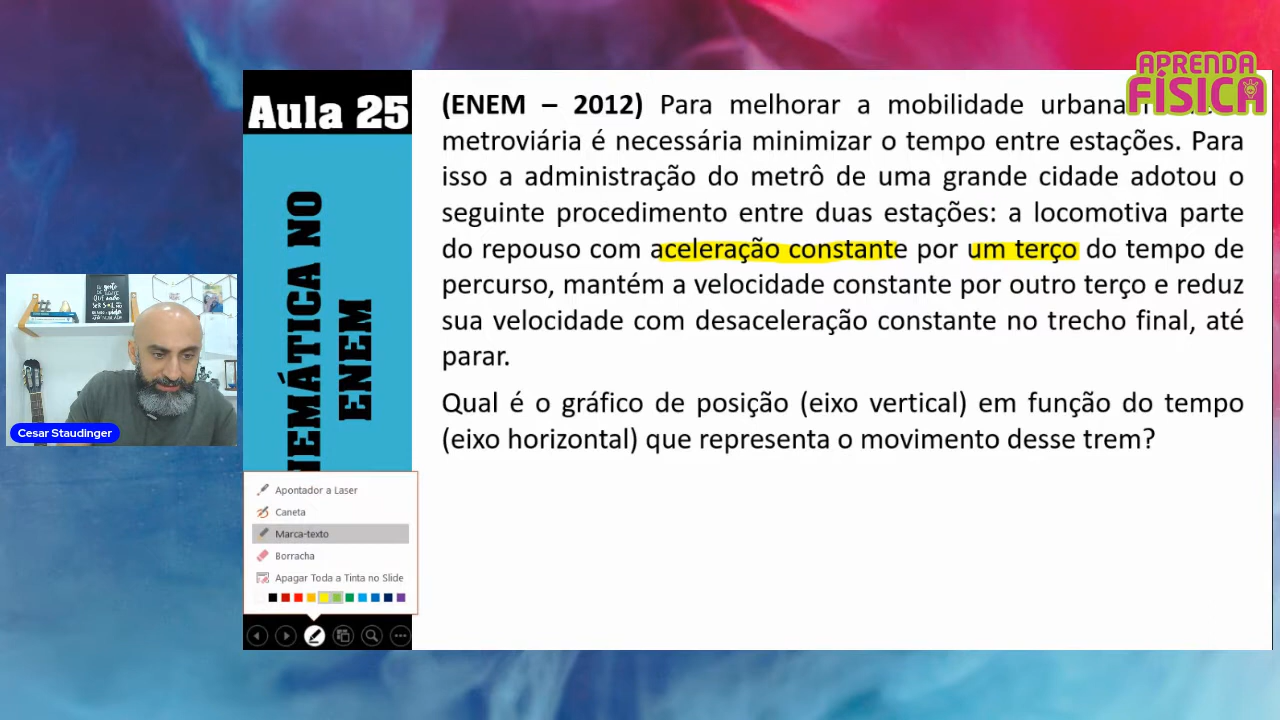 APRENDA
FÍSICA
Aula 25
EMÁTICA NO
ENEM
(ENEM – 2012) Para melhorar a mobilidade urbana
metroviária é necessária minimizar o tempo entre estações. Para
isso a administração do metrô de uma grande cidade adotou o
seguinte procedimento entre duas estações: a locomotiva parte
do repouso com aceleração constante por um terço do tempo de
percurso, mantém a velocidade constante por outro terço e reduz
sua velocidade com desaceleração constante no trecho final, até
parar.
Qual é o gráfico de posição (eixo vertical) em função do tempo
(eixo horizontal) que representa o movimento desse trem?
Cesar Staudinger
Apontador a Laser
Caneta
Marca-texto
Borracha
Apagar Toda a Tinta no Slide